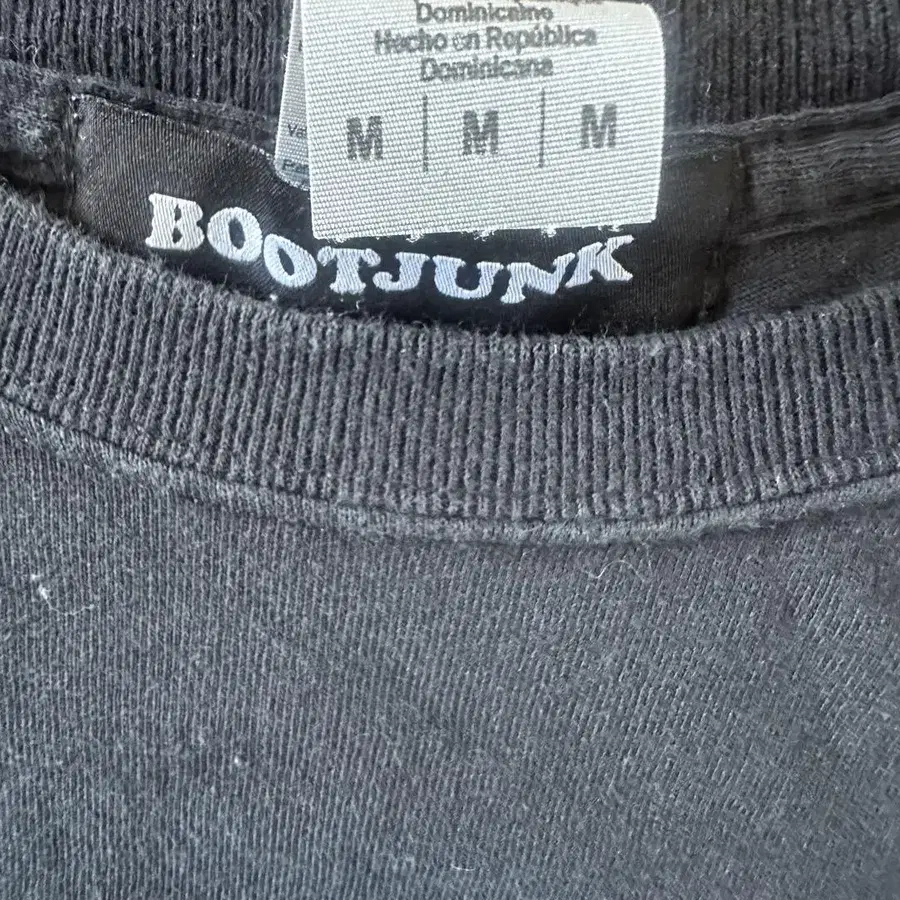 Dominicaine
Hecho en República
Dominicana
M | M | M
BOOTJUNK